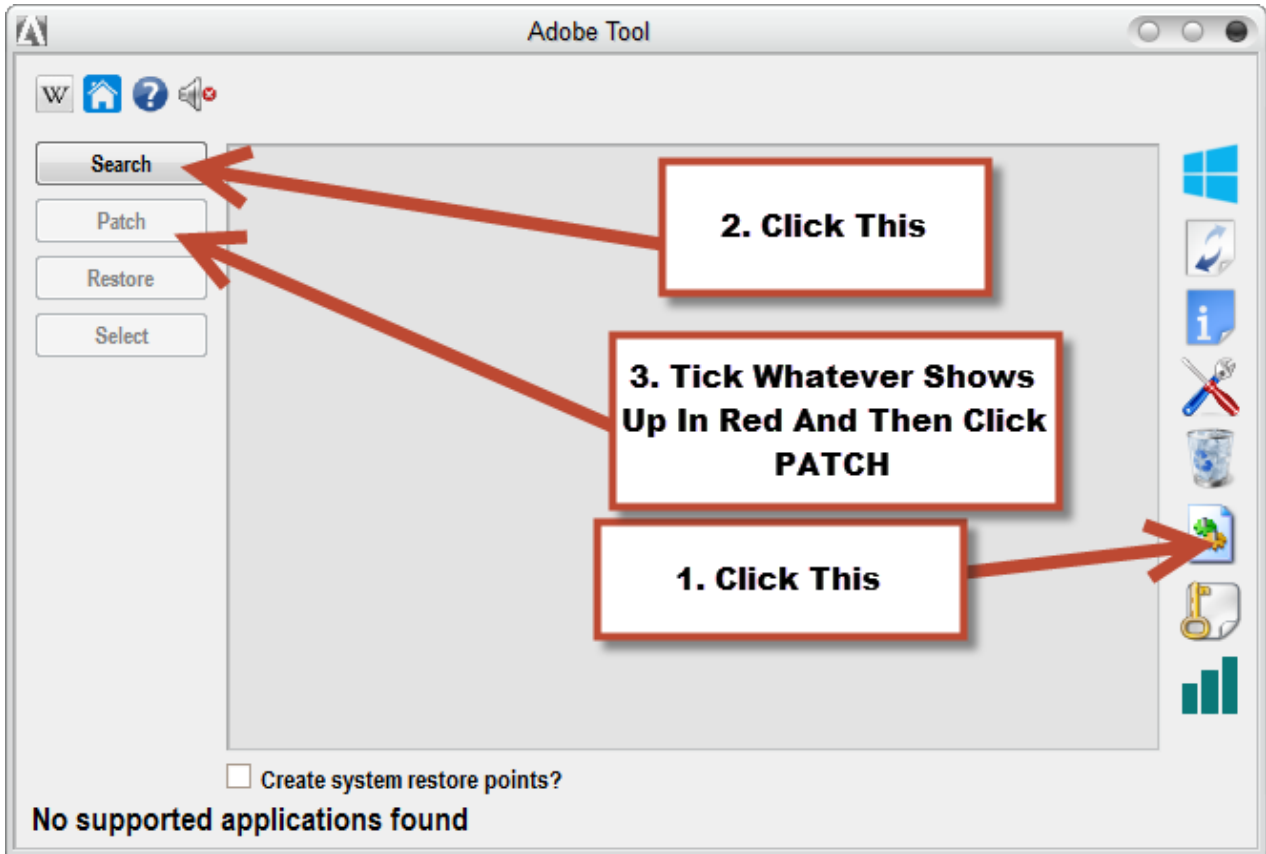 Adobe Tool
W
Search
Patch
Restore
Select
2. Click This
3. Tick Whatever Shows
Up In Red And Then Click
PATCH
1. Click This
Create system restore points?
No supported applications found